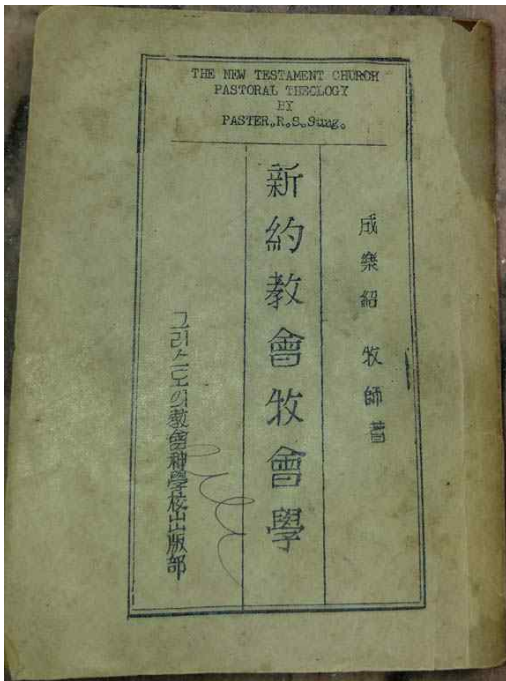 THE NEW TESTAMENT CHURCH
PASTORAL THEOLOGY
BY
PASTER.R.S.Sung.
成樂紹 牧師著
新約教會牧會學
그리스도의敎會神學校出版部